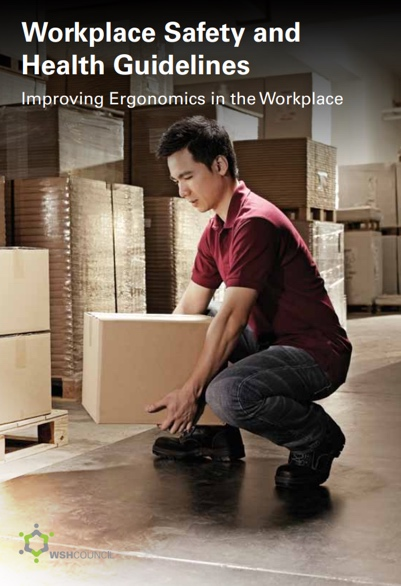 Workplace Safety and
Health Guidelines
Improving Ergonomics in the Workplace
WSHCOUNCIL